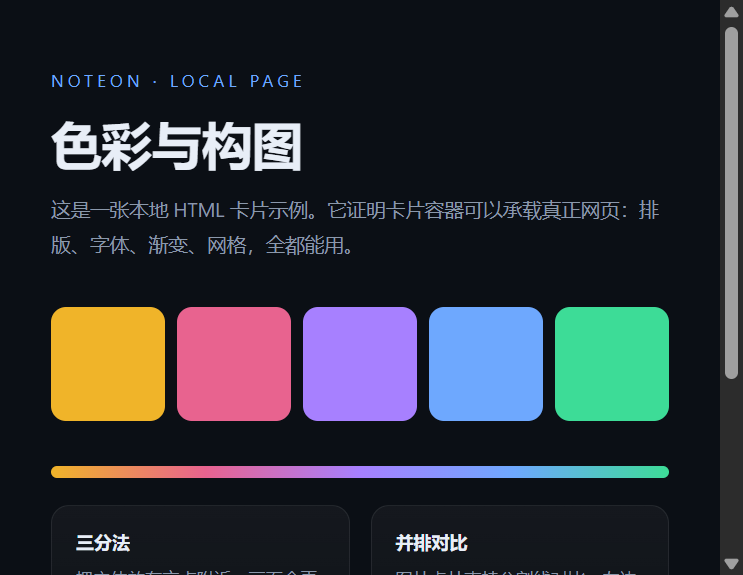 NOTEON · LOCAL PAGE
色彩与构图
这是一张本地 HTML 卡片示例。它证明卡片容器可以承载真正网页：排
版、字体、渐变、网格，全都能用。
三分法
并排对比